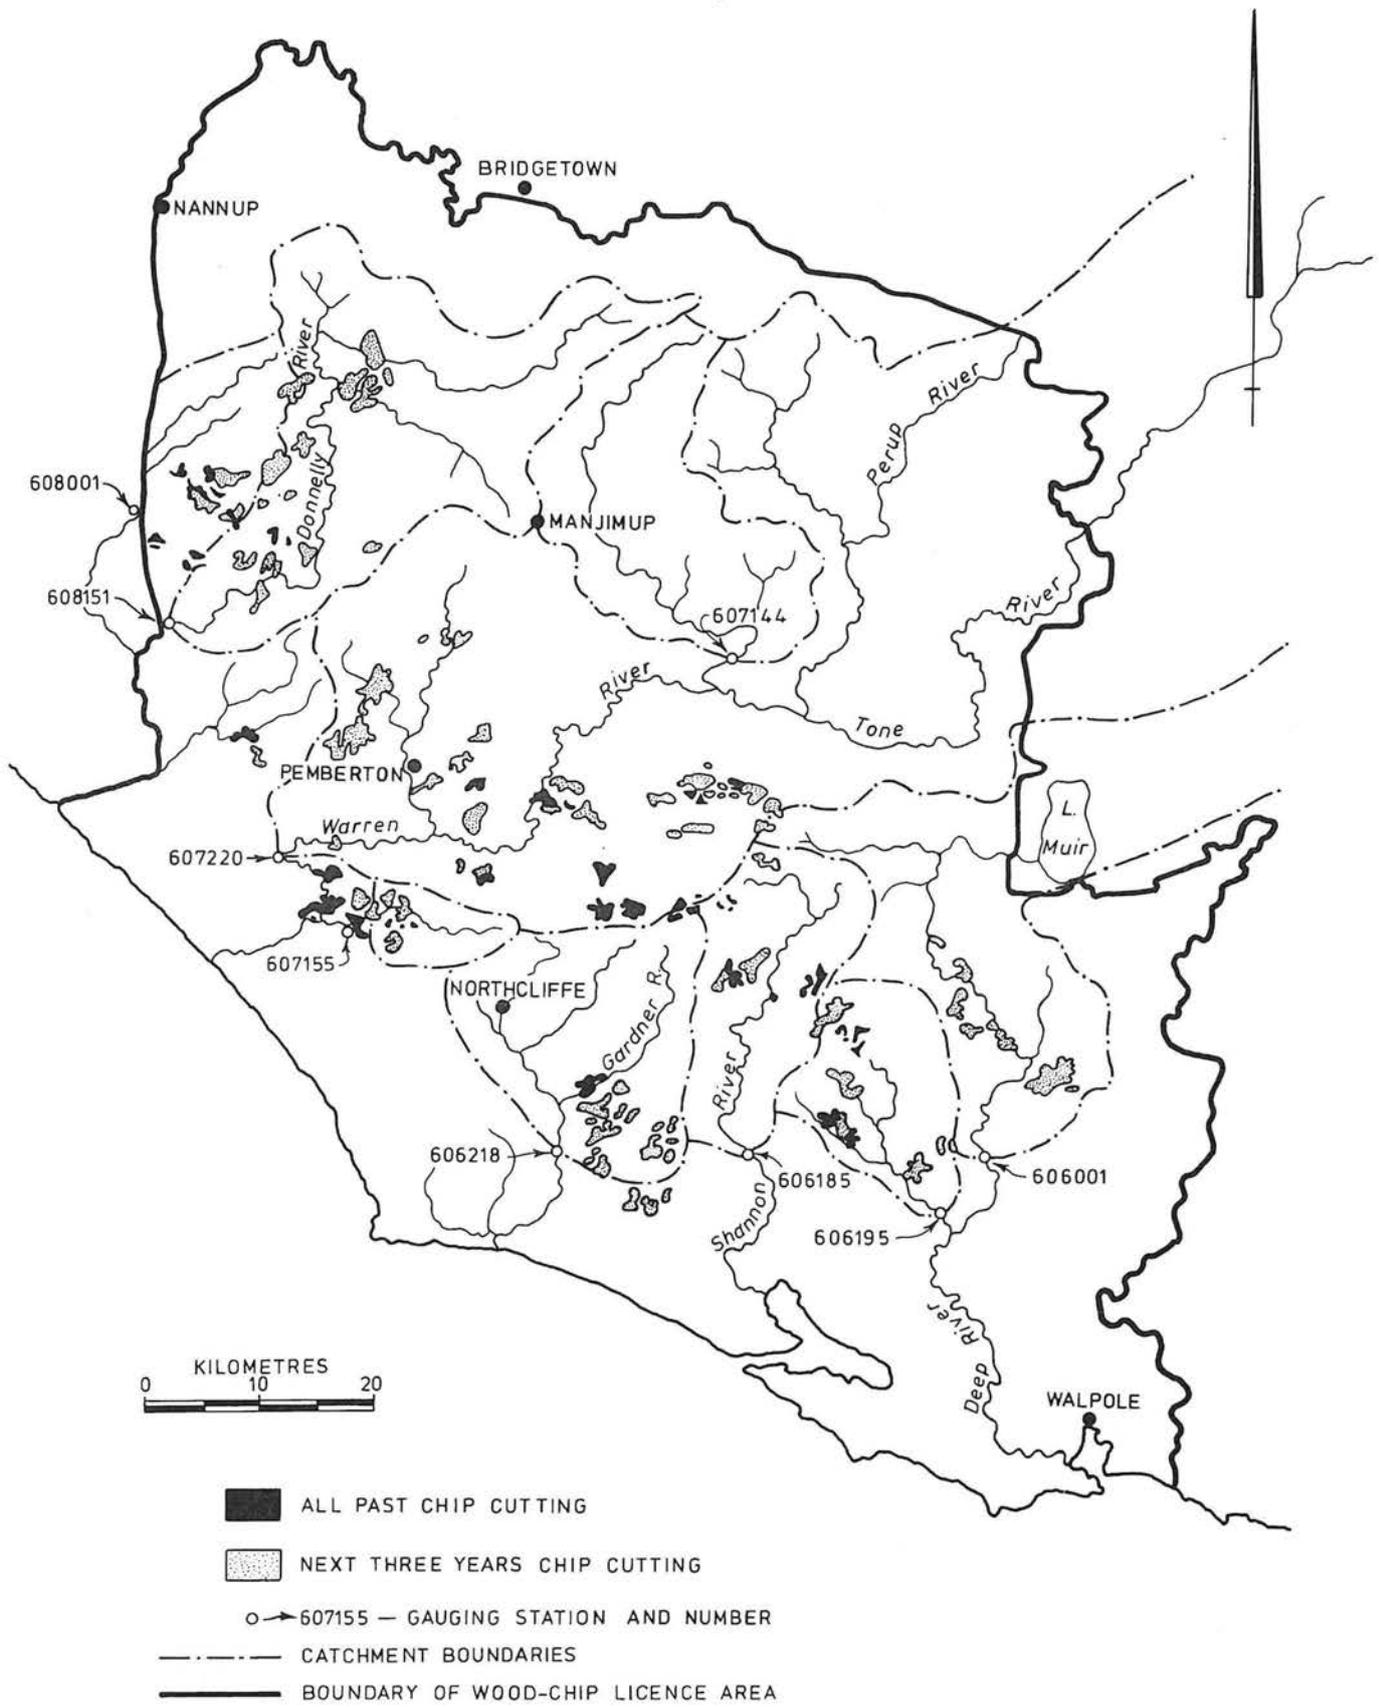 BRIDGETOWN
NANNUP
River
River
Perup
608001
Donnelly
MANJIMUP
608151
607144
River
River
Tone
PEMBERTON
L.
Muir
Warren
607220
607155
NORTHCLIFFE
Gardner R.
River
606218
606185
606001
Shannon
606195
River
Deep
WALPOLE
KILOMETRES
0 10 20
ALL PAST CHIP CUTTING
NEXT THREE YEARS CHIP CUTTING
607155 — GAUGING STATION AND NUMBER
CATCHMENT BOUNDARIES
BOUNDARY OF WOOD-CHIP LICENCE AREA